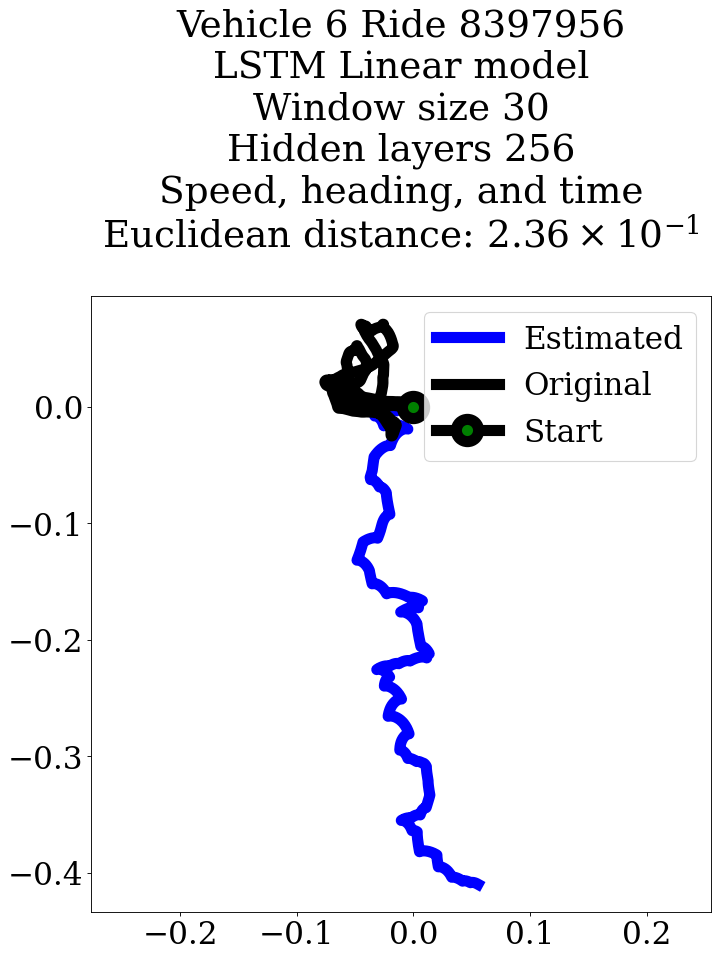 Vehicle 6 Ride 8397956
LSTM Linear model
Window size 30
Hidden layers 256
Speed, heading, and time
Euclidean distance: $2.36 \times 10^{-1}$
Estimated
Original
Start
0.0
−0.1
−0.2
−0.3
−0.4
−0.2 −0.1 0.0 0.1 0.2